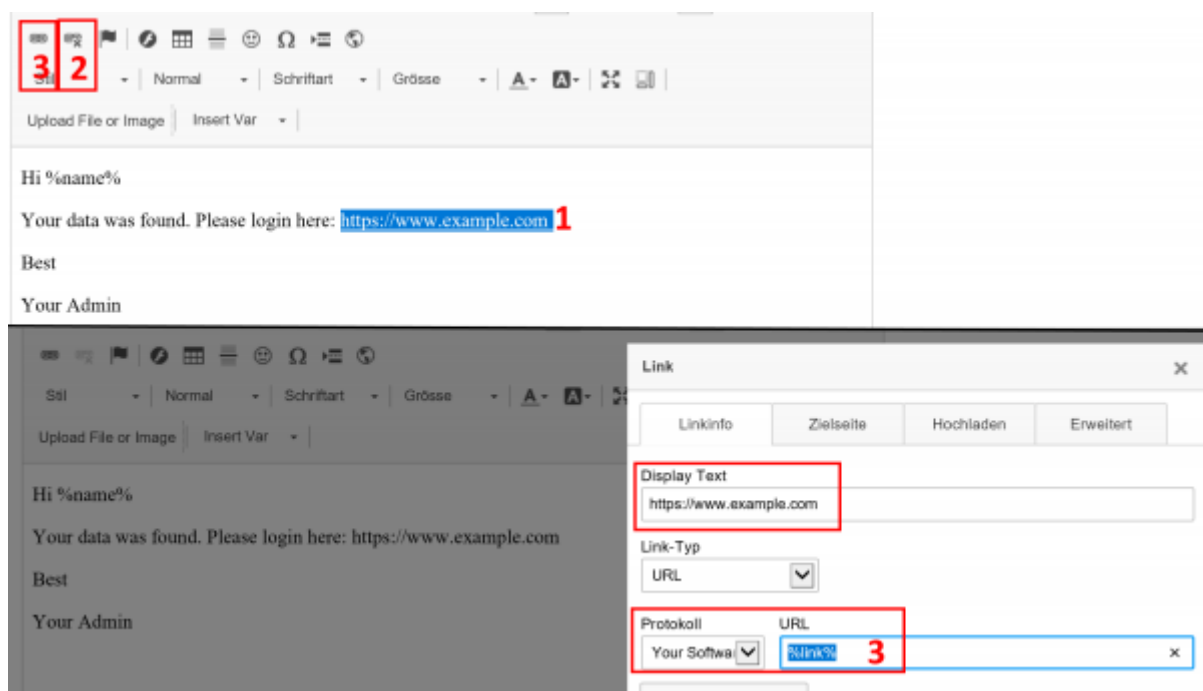 3 2
Stil Normal Schriftart Grösse A A
Upload File or Image Insert Var
Hi %name%
Your data was found. Please login here: https://www.example.com 1
Best
Your Admin
Stil Normal Schriftart Grösse A A
Upload File or Image Insert Var
Hi %name%
Your data was found. Please login here: https://www.example.com
Best
Your Admin
Link
Linkinfo Zielseite Hochladen Erweitert
Display Text
https://www.example.com
Link-Typ
URL
Protokoll URL
Your Softwa %link% 3